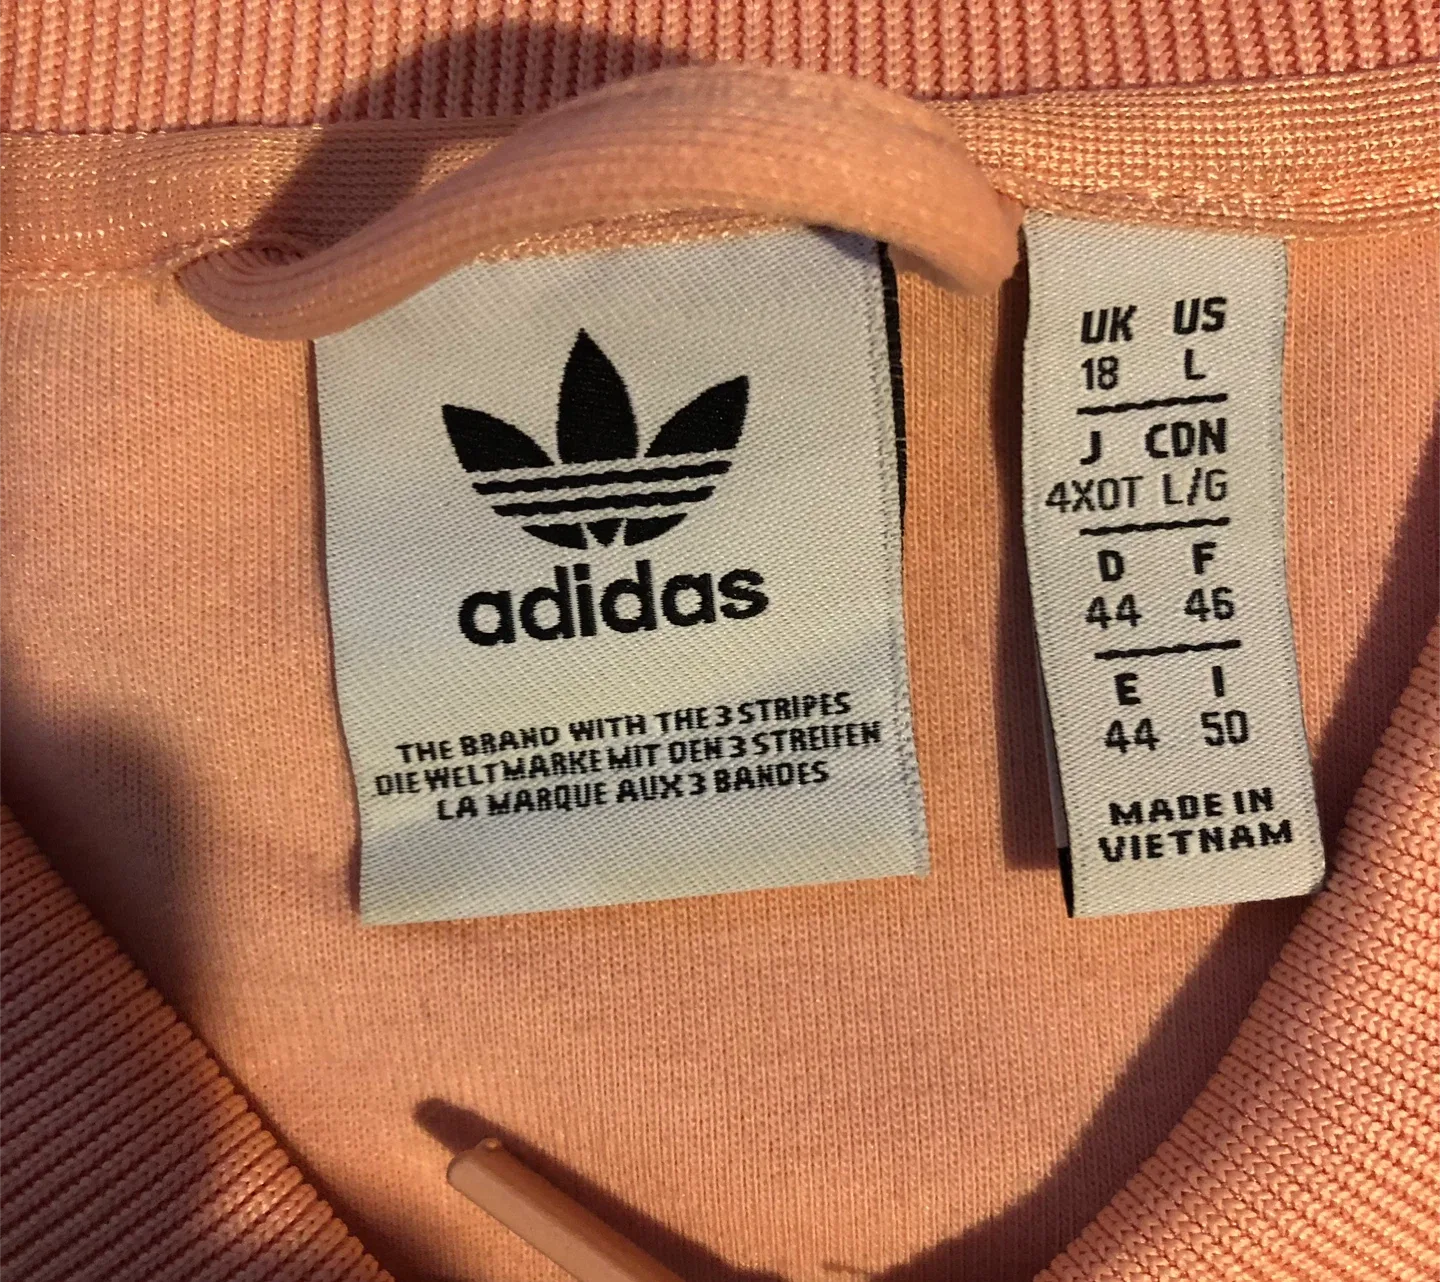 adidas
THE BRAND WITH THE 3 STRIPES
DIE WELTMARKE MIT DEN 3 STREIFEN
LA MARQUE AUX 3 BANDES
UK US
18 L
J CDN
4XOT L/G
D F
44 46
E I
44 50
MADE IN
VIETNAM